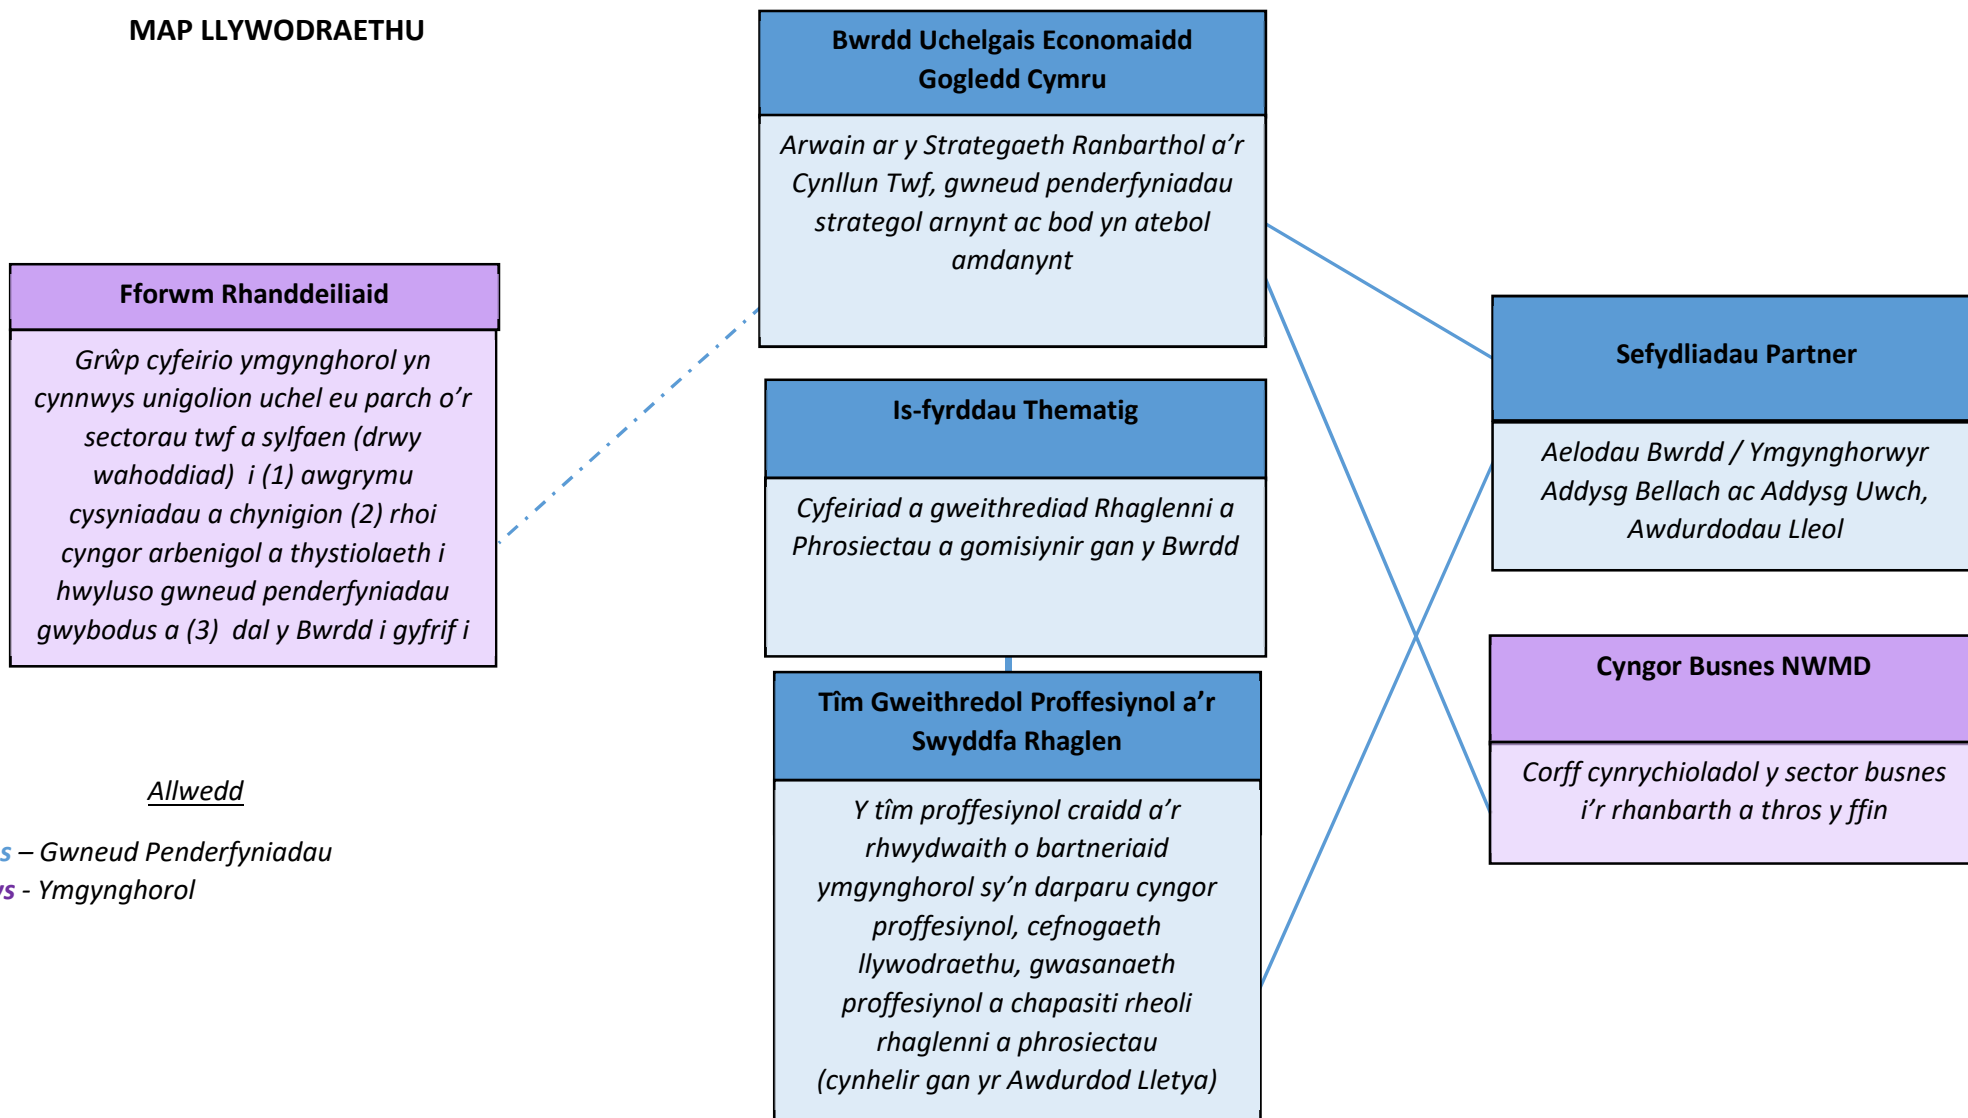 MAP LLYWODRAETHU
Bwrdd Uchelgais Economaidd
Gogledd Cymru
Arwain ar y Strategaeth Ranbarthol a’r
Cynllun Twf, gwneud penderfyniadau
strategol arnynt ac bod yn atebol
amdanynt
Fforwm Rhanddeiliaid
Grŵp cyfeirio ymgynghorol yn
cynnwys unigolion uchel eu parch o’r
sectorau twf a sylfaen (drwy
wahoddiad) i (1) awgrymu
cysyniadau a chynigion (2) rhoi
cyngor arbenigol a thystiolaeth i
hwyluso gwneud penderfyniadau
gwybodus a (3) dal y Bwrdd i gyfrif i
Is-fyrddau Thematig
Cyfeiriad a gweithrediad Rhaglenni a
Phrosiectau a gomisiynir gan y Bwrdd
Sefydliadau Partner
Aelodau Bwrdd / Ymgynghorwyr
Addysg Bellach ac Addysg Uwch,
Awdurdodau Lleol
Tîm Gweithredol Proffesiynol a’r
Swyddfa Rhaglen
Y tîm proffesiynol craidd a’r
rhwydwaith o bartneriaid
ymgynghorol sy’n darparu cyngor
proffesiynol, cefnogaeth
llywodraethu, gwasanaeth
proffesiynol a chapasiti rheoli
rhaglenni a phrosiectau
(cynhelir gan yr Awdurdod Lletya)
Cyngor Busnes NWMD
Corff cynrychioladol y sector busnes
i’r rhanbarth a thros y ffin
Allwedd
s – Gwneud Penderfyniadau
ws - Ymgynghorol